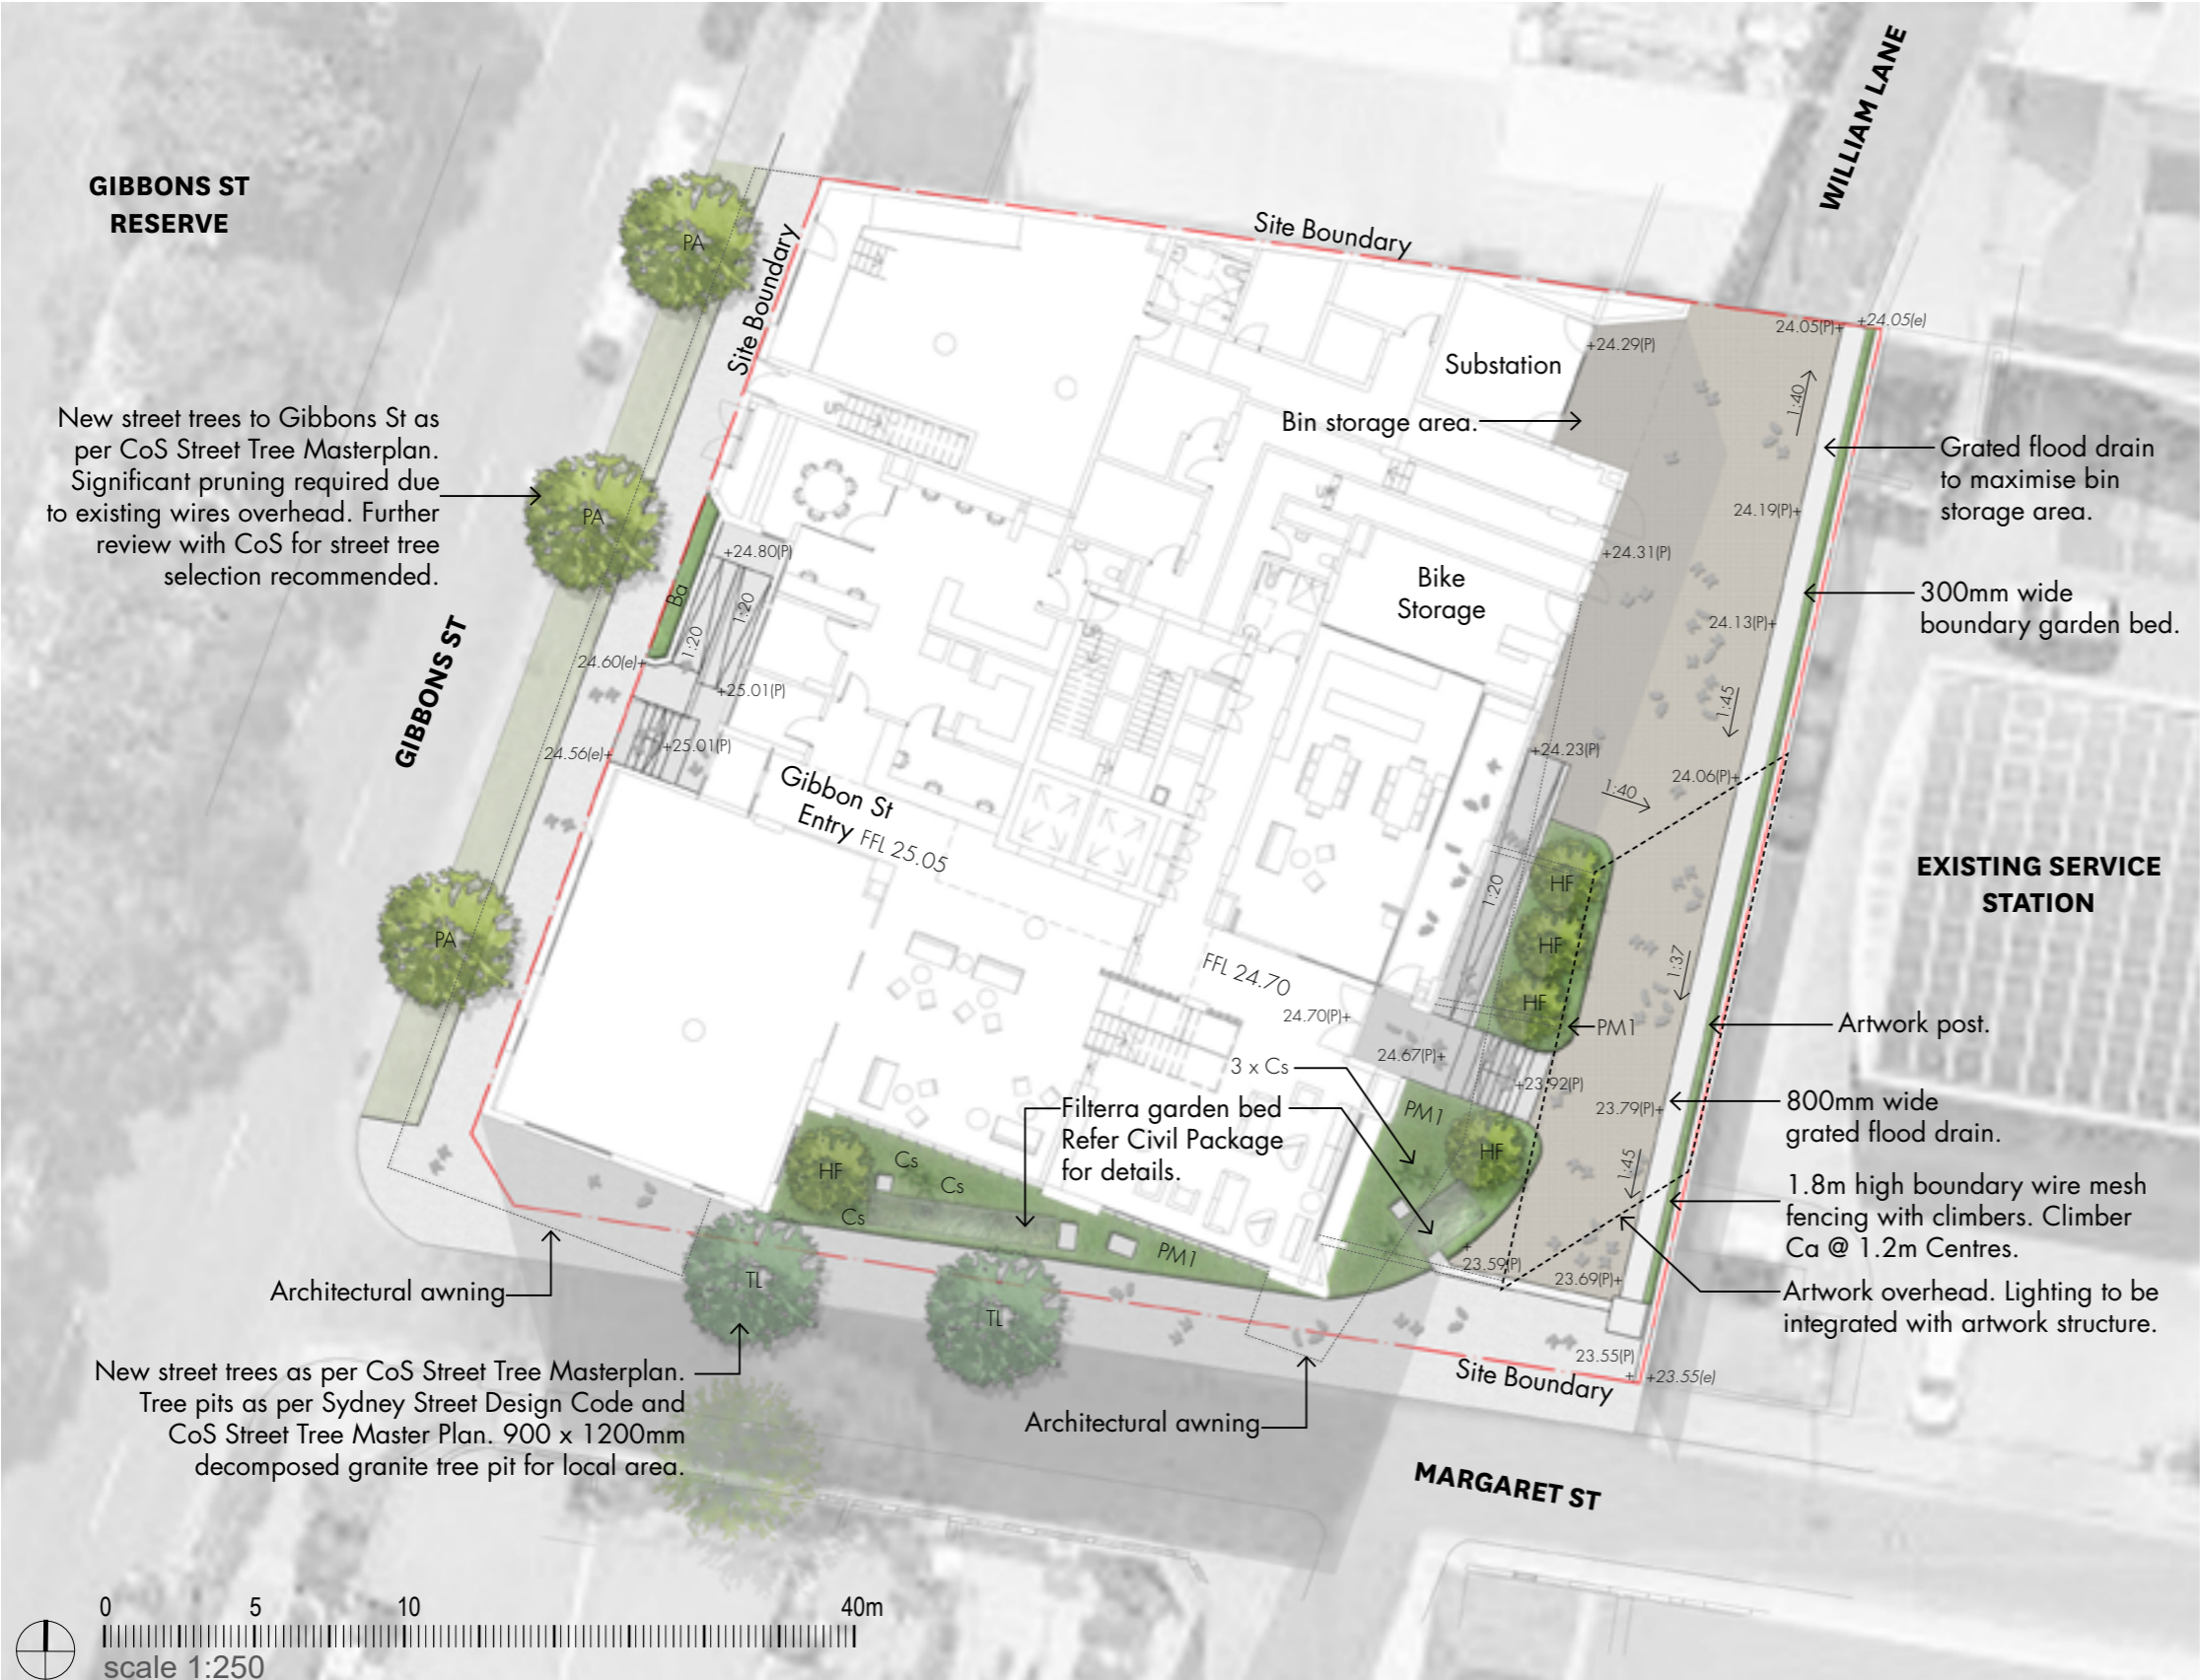 WILLIAM LANE
GIBBONS ST
RESERVE
Site Boundary
Site Boundary
PA
24.05(P)+
+24.05(e)
+24.29(P)
Substation
1:40
Bin storage area.
Grated flood drain
to maximise bin
storage area.
New street trees to Gibbons St as
per CoS Street Tree Masterplan.
Significant pruning required due
to existing wires overhead. Further
review with CoS for street tree
selection recommended.
PA
24.19(P)+
+24.80(P)
+24.31(P)
Bike
Storage
300mm wide
boundary garden bed.
Ba
1:20
1:20
24.13(P)+
GIBBONS ST
24.60(e)+
+25.01(P)
1:45
24.56(e)+
+25.01(P)
+24.23(P)
24.06(P)+
1:40
Gibbon St
Entry FFL 25.05
EXISTING SERVICE
STATION
HF
1:20
HF
PA
FFL 24.70
1:37
HF
24.70(P)+
PM1
Artwork post.
24.67(P)+
3 x Cs
+23.92(P)
PM1
23.79(P)+
800mm wide
grated flood drain.
Filterra garden bed
Refer Civil Package
for details.
HF
Cs
HF
Cs
Cs
1:45
1.8m high boundary wire mesh
fencing with climbers. Climber
Ca @ 1.2m Centres.
PM1
+
23.59(P)
23.69(P)+
TL
Architectural awning
Artwork overhead. Lighting to be
integrated with artwork structure.
TL
23.55(P)
+
+23.55(e)
Site Boundary
New street trees as per CoS Street Tree Masterplan.
Tree pits as per Sydney Street Design Code and
CoS Street Tree Master Plan. 900 x 1200mm
decomposed granite tree pit for local area.
Architectural awning
MARGARET ST
0 5 10 40m
scale 1:250